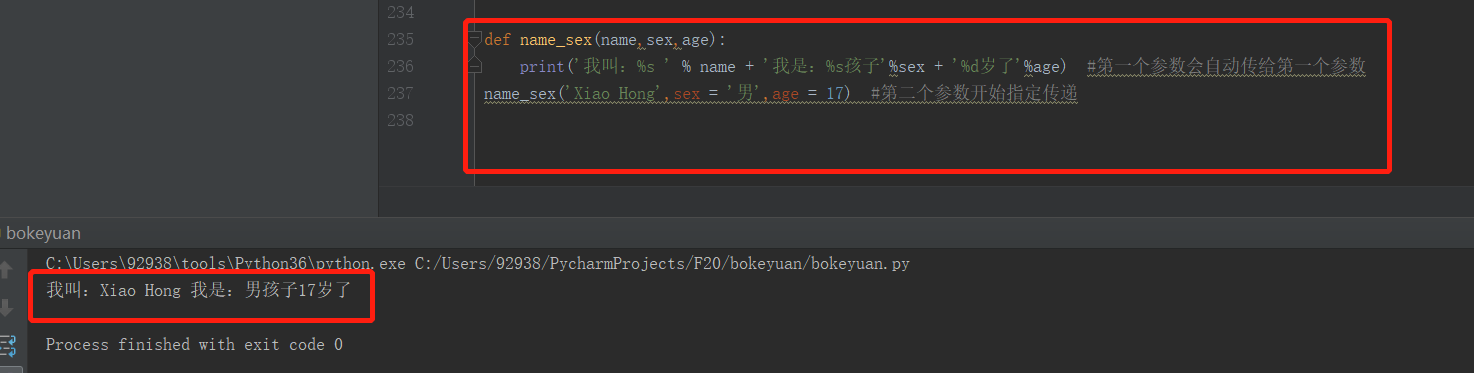 234
235 def name_sex(name,sex,age):
236 print('我叫：%s ' % name + '我是：%s孩子'%sex + '%d岁了'%age) #第一个参数会自动传给第一个参数
237 name_sex('Xiao Hong',sex = '男',age = 17) #第二个参数开始指定传递
238
bokeyuan
C:\Users\92938\tools\Python36\python.exe C:/Users/92938/PycharmProjects/F20/bokeyuan/bokeyuan.py
我叫：Xiao Hong 我是：男孩子17岁了
Process finished with exit code 0